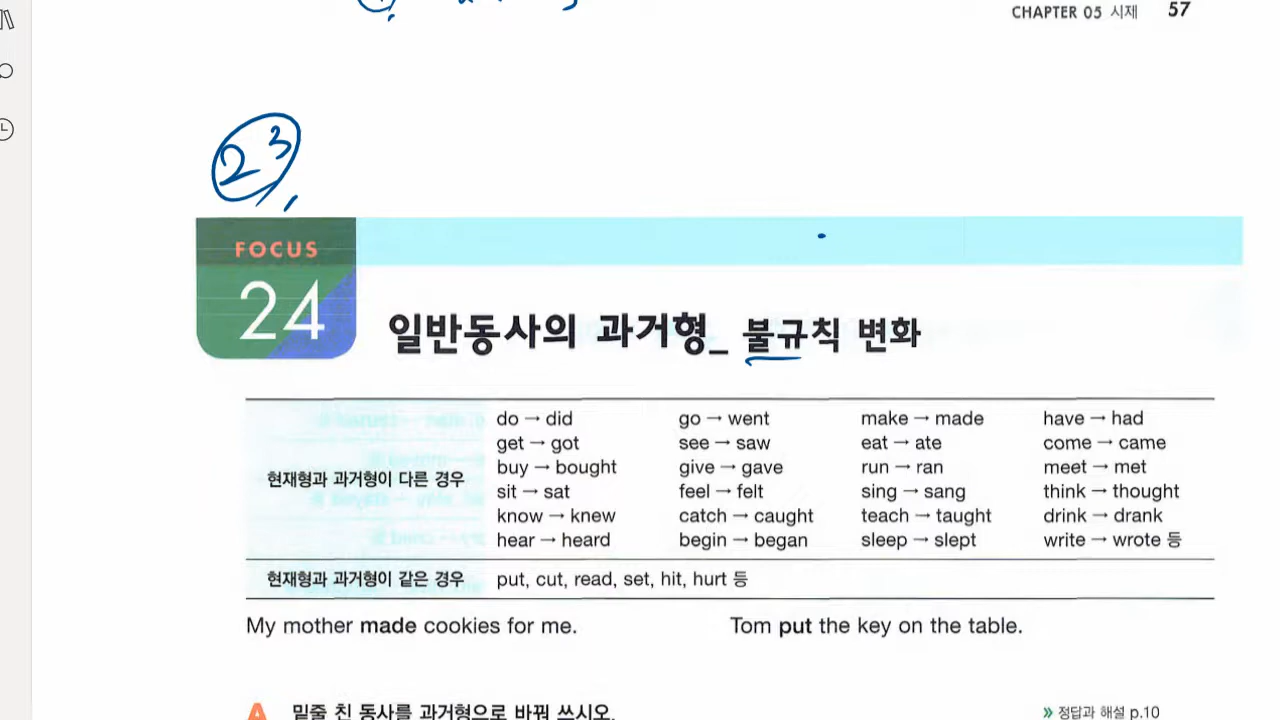 CHAPTER 05 시제 57
23
FOCUS
24
일반동사의 과거형_ 불규칙 변화
현재형과 과거형이 다른 경우
do → did go → went make → made have → had
get → got see → saw eat → ate come → came
buy → bought give → gave run → ran meet → met
sit → sat feel → felt sing → sang think → thought
know → knew catch → caught teach → taught drink → drank
hear → heard begin → began sleep → slept write → wrote 등
현재형과 과거형이 같은 경우 put, cut, read, set, hit, hurt 등
My mother made cookies for me. Tom put the key on the table.
A 밑줄 친 동사를 과거형으로 바꿔 쓰시오. » 정답과 해설 p.10